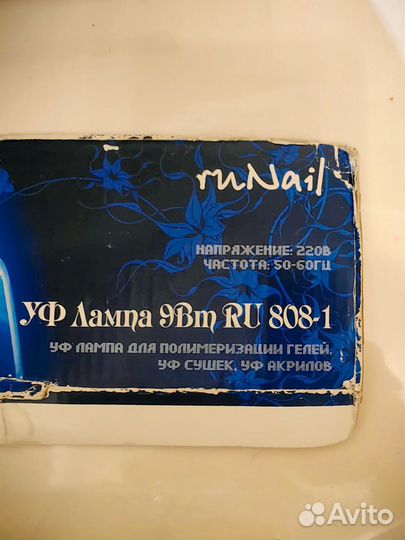 ruNail
НАПРЯЖЕНИЕ: 220В
ЧАСТОТА: 50-60ГЦ
УФ Лампа 9Вт RU 808-1
УФ ЛАМПА ДЛЯ ПОЛИМЕРИЗАЦИИ ГЕЛЕЙ,
УФ СУШЕК, УФ АКРИЛОВ
Avito